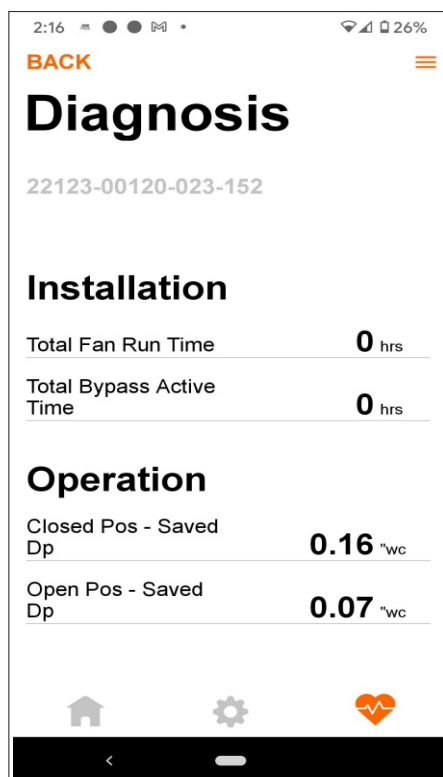 2:16
26%
BACK
Diagnosis
22123-00120-023-152
Installation
Total Fan Run Time 0 hrs
Total Bypass Active
Time 0 hrs
Operation
Closed Pos - Saved
Dp 0.16 "wc
Open Pos - Saved
Dp 0.07 "wc